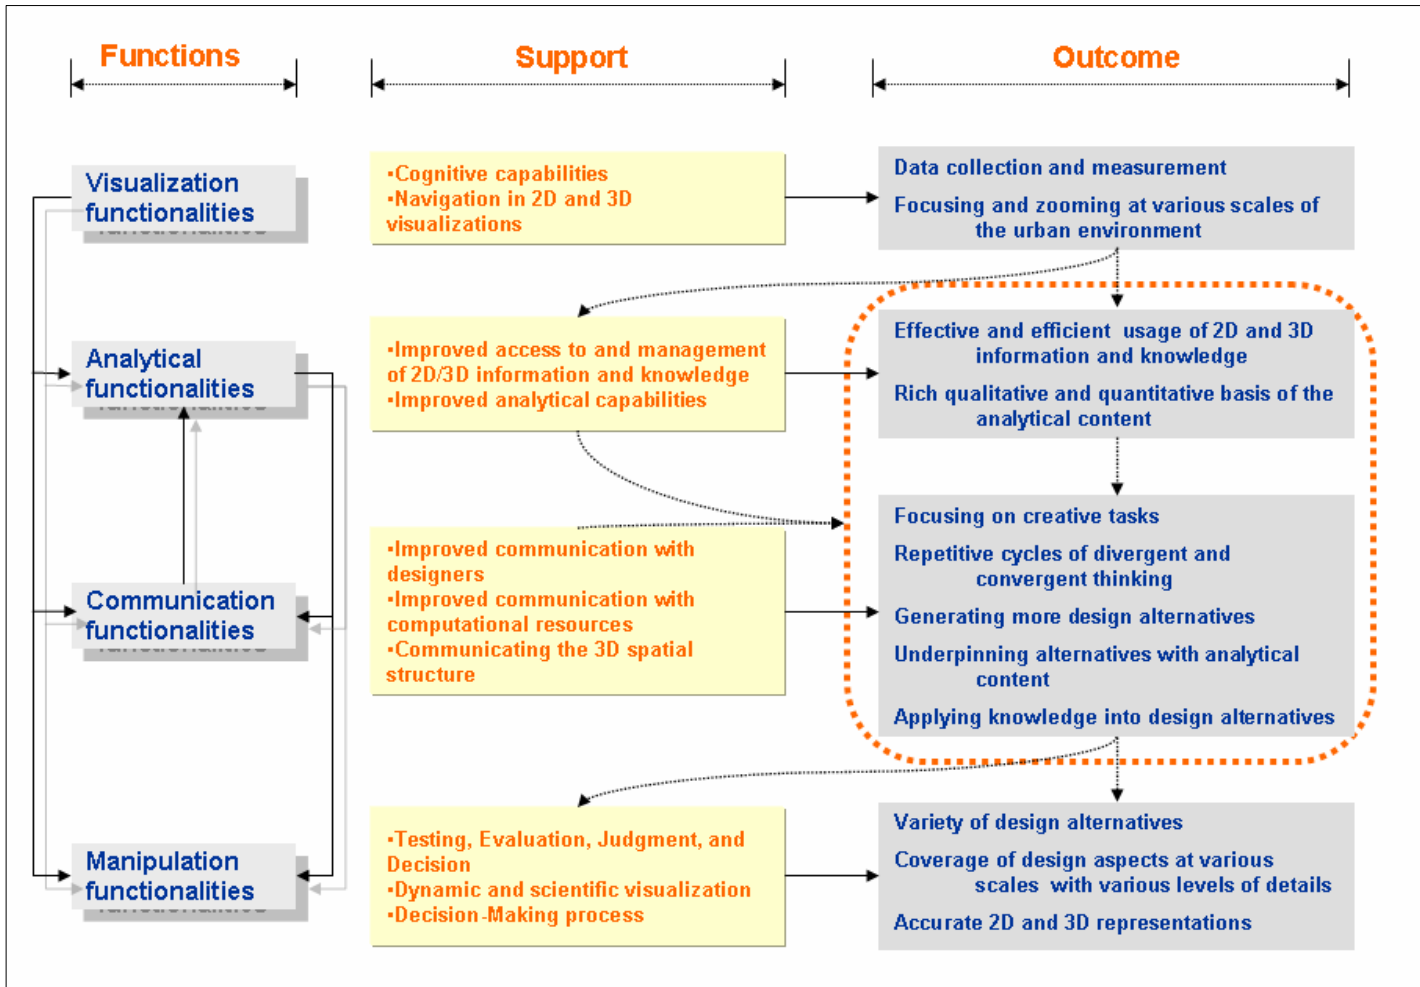 Functions
Support
Outcome
Visualization
functionalities
•Cognitive capabilities
•Navigation in 2D and 3D
visualizations
Data collection and measurement
Focusing and zooming at various scales of
the urban environment
Analytical
functionalities
•Improved access to and management
of 2D/3D information and knowledge
•Improved analytical capabilities
Effective and efficient usage of 2D and 3D
information and knowledge
Rich qualitative and quantitative basis of the
analytical content
Communication
functionalities
•Improved communication with
designers
•Improved communication with
computational resources
•Communicating the 3D spatial
structure
Focusing on creative tasks
Repetitive cycles of divergent and
convergent thinking
Generating more design alternatives
Underpinning alternatives with analytical
content
Applying knowledge into design alternatives
Manipulation
functionalities
•Testing, Evaluation, Judgment, and
Decision
•Dynamic and scientific visualization
•Decision-Making process
Variety of design alternatives
Coverage of design aspects at various
scales with various levels of details
Accurate 2D and 3D representations